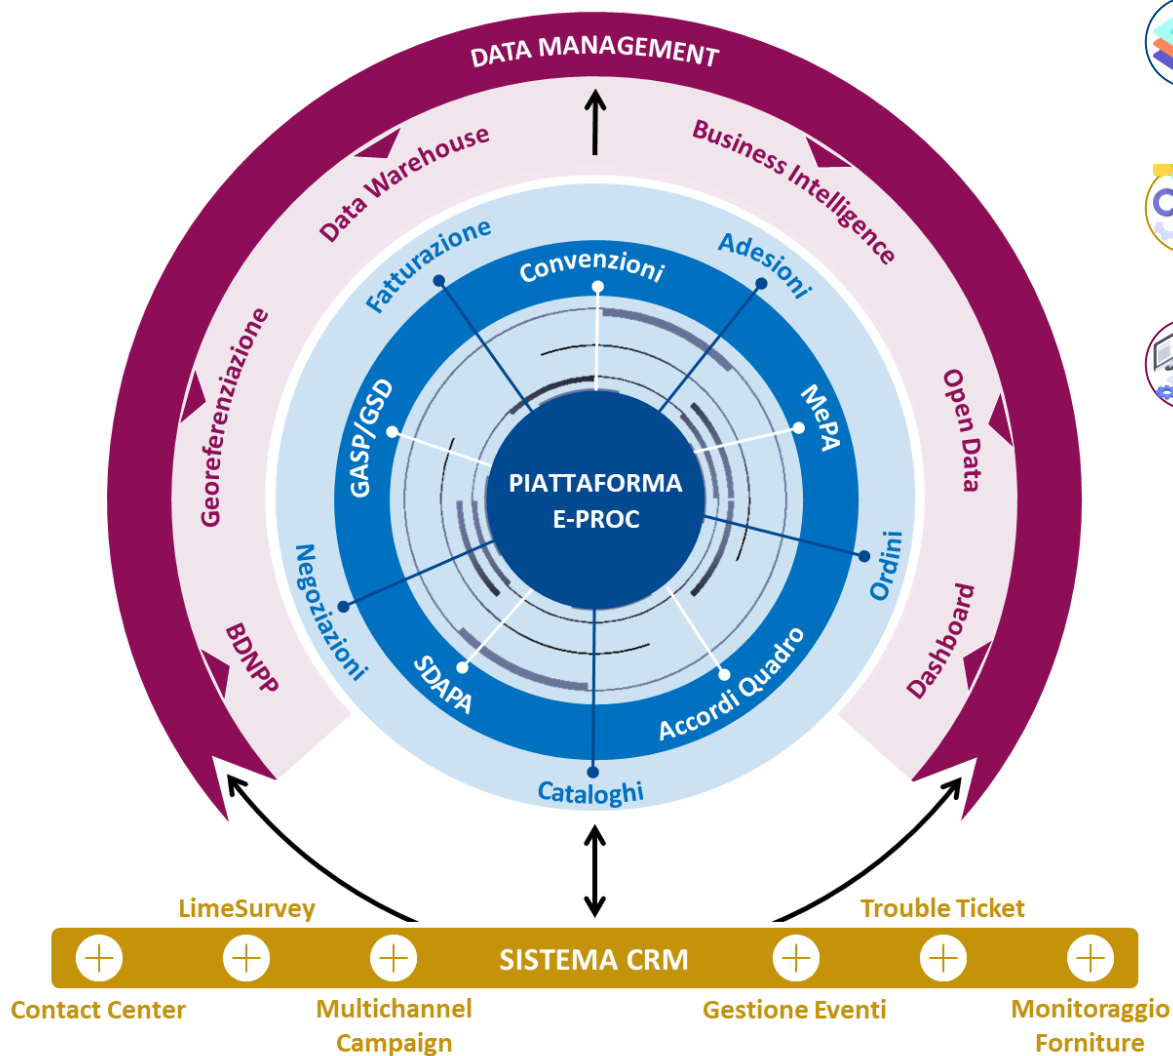 DATA MANAGEMENT
Data Warehouse
Business Intelligence
Georeferenziazione
Open Data
BDNPP
Dashboard
Fatturazione
Adesioni
Negoziazioni
Ordini
Cataloghi
Convenzioni
GASP/GSD
MePA
SDAPA
Accordi Quadro
PIATTAFORMA
E-PROC
LimeSurvey
Trouble Ticket
SISTEMA CRM
Contact Center
Multichannel
Campaign
Gestione Eventi
Monitoraggio
Forniture